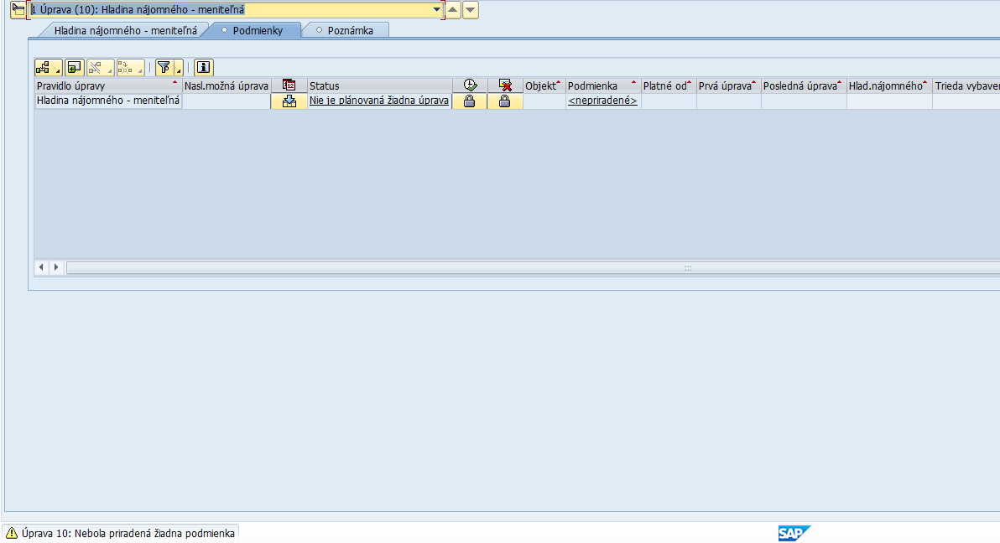 1 Úprava (10): Hladina nájomného - meniteľná
Hladina nájomného - meniteľná Podmienky Poznámka
Pravidlo úpravy Nasl.možná úprava Status Objekt Podmienka Platné od Prvá úprava Posledná úprava Hlad.nájomného Trieda vybaven
Hladina nájomného - meniteľná Nie je plánovaná žiadna úprava <nepriradené>
Úprava 10: Nebola priradená žiadna podmienka
SAP